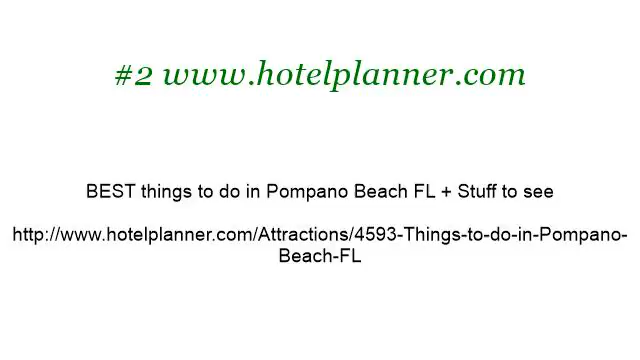 #2 www.hotelplanner.com
BEST things to do in Pompano Beach FL + Stuff to see
http://www.hotelplanner.com/Attractions/4593-Things-to-do-in-Pompano-
Beach-FL